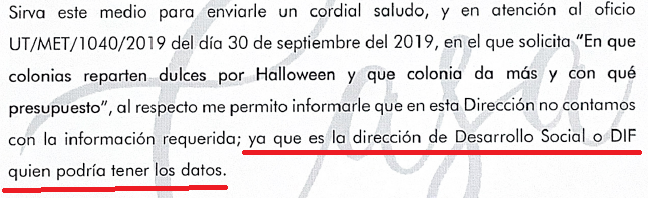 Sirva este medio para enviarle un cordial saludo, y en atención al oficio
UT/MET/1040/2019 del día 30 de septiembre del 2019, en el que solicita “En que
colonias reparten dulces por Halloween y que colonia da más y con qué
presupuesto”, al respecto me permito informarle que en esta Dirección no contamos
con la información requerida; ya que es la dirección de Desarrollo Social o DIF
quien podría tener los datos.